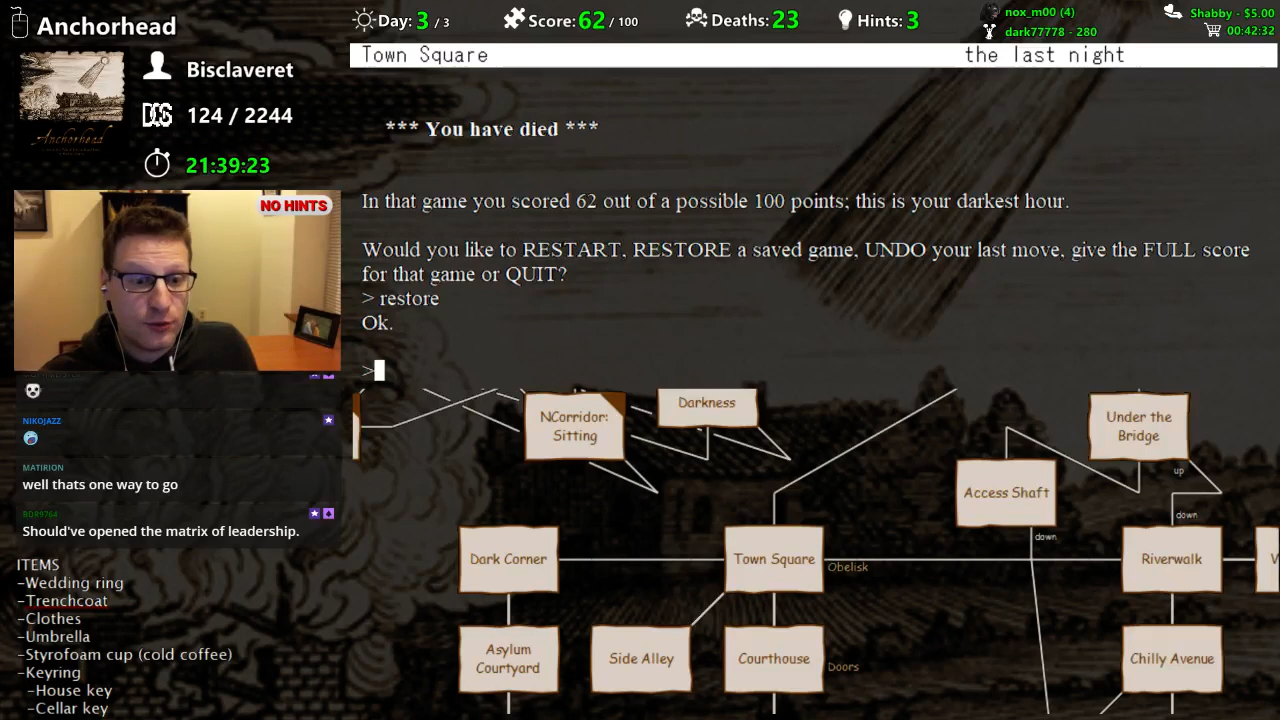 Anchorhead
Day: 3 / 3
Score: 62 / 100
Deaths: 23
Hints: 3
nox_m00 (4)
dark77778 - 280
Shabby - $5.00
00:42:32
Town Square
the last night
Anchorhead
Bisclaveret
DCG
124 / 2244
21:39:23
NO HINTS
*** You have died ***
In that game you scored 62 out of a possible 100 points; this is your darkest hour.
Would you like to RESTART, RESTORE a saved game, UNDO your last move, give the FULL score
for that game or QUIT?
> restore
Ok.
>
NIKOJAZZ
MATIRION
well thats one way to go
BDR9764
Should've opened the matrix of leadership.
ITEMS
-Wedding ring
-Trenchcoat
-Clothes
-Umbrella
-Styrofoam cup (cold coffee)
-Keyring
-House key
-Cellar key
NCorridor:
Sitting
Darkness
Under the
Bridge
up
Access Shaft
down
down
Dark Corner
Town Square
Obelisk
Riverwalk
Asylum
Courtyard
Side Alley
Courthouse
Doors
Chilly Avenue